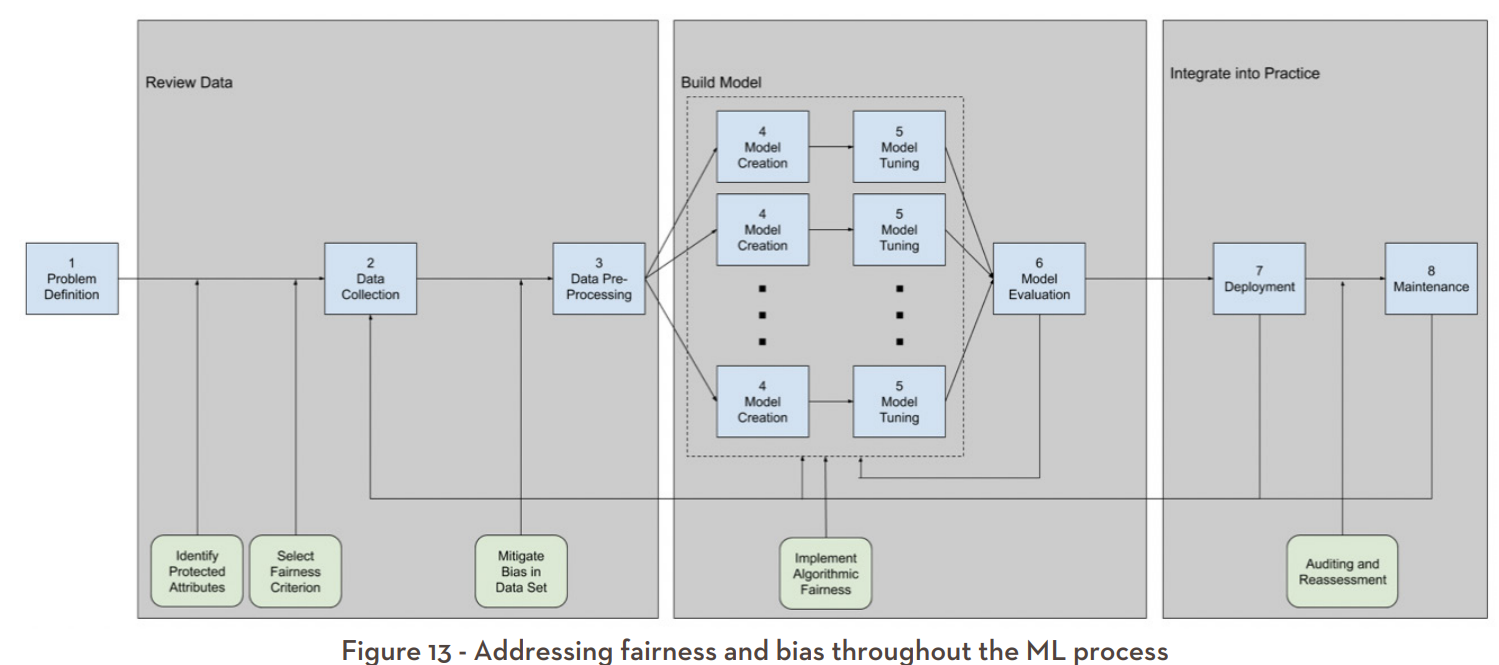 Review Data
Build Model
Integrate into Practice
1
Problem
Definition
2
Data
Collection
3
Data Pre-
Processing
4
Model
Creation
5
Model
Tuning
4
Model
Creation
5
Model
Tuning
4
Model
Creation
5
Model
Tuning
6
Model
Evaluation
7
Deployment
8
Maintenance
Identify
Protected
Attributes
Select
Fairness
Criterion
Mitigate
Bias in
Data Set
Implement
Algorithmic
Fairness
Auditing and
Reassessment
Figure 13 - Addressing fairness and bias throughout the ML process